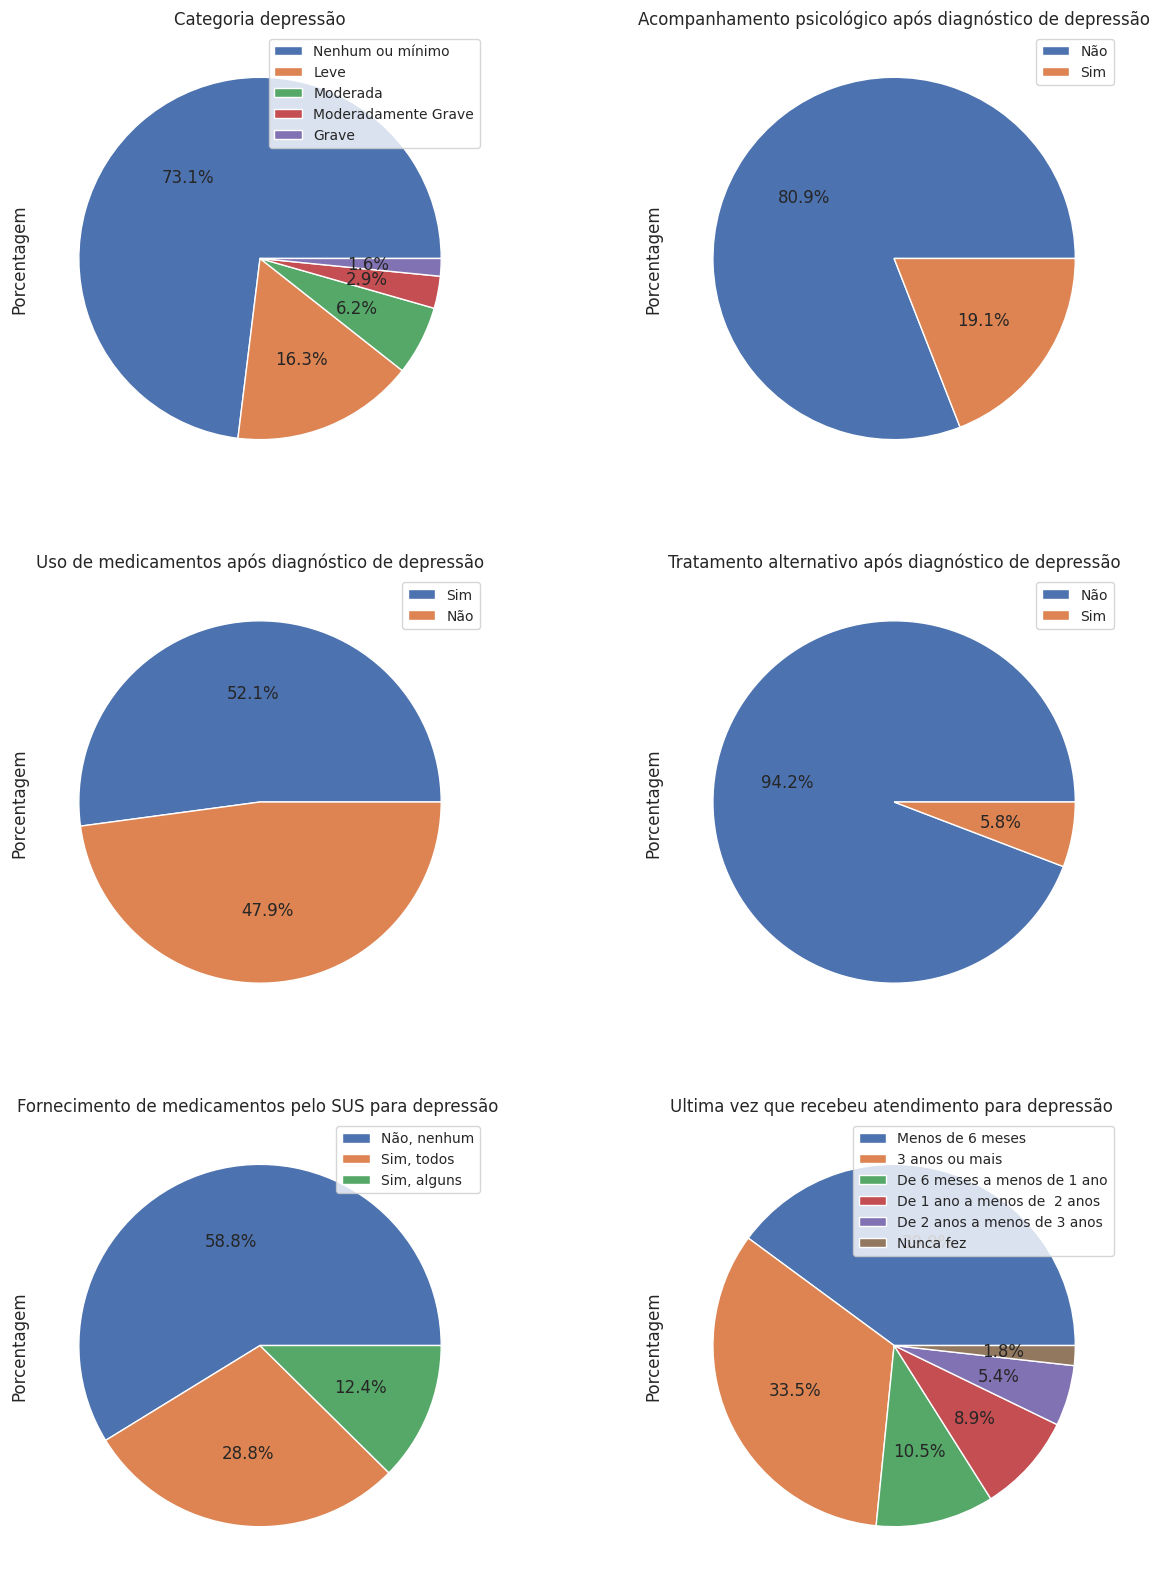 Categoria depressão
Nenhum ou mínimo
Leve
Moderada
Moderadamente Grave
Grave
73.1%
1.6%
2.9%
6.2%
16.3%
Porcentagem
Acompanhamento psicológico após diagnóstico de depressão
Não
Sim
80.9%
19.1%
Porcentagem
Uso de medicamentos após diagnóstico de depressão
Sim
Não
52.1%
47.9%
Porcentagem
Tratamento alternativo após diagnóstico de depressão
Não
Sim
94.2%
5.8%
Porcentagem
Fornecimento de medicamentos pelo SUS para depressão
Não, nenhum
Sim, todos
Sim, alguns
58.8%
12.4%
28.8%
Porcentagem
Ultima vez que recebeu atendimento para depressão
Menos de 6 meses
3 anos ou mais
De 6 meses a menos de 1 ano
De 1 ano a menos de  2 anos
De 2 anos a menos de 3 anos
Nunca fez
1.8%
5.4%
33.5%
8.9%
10.5%
Porcentagem